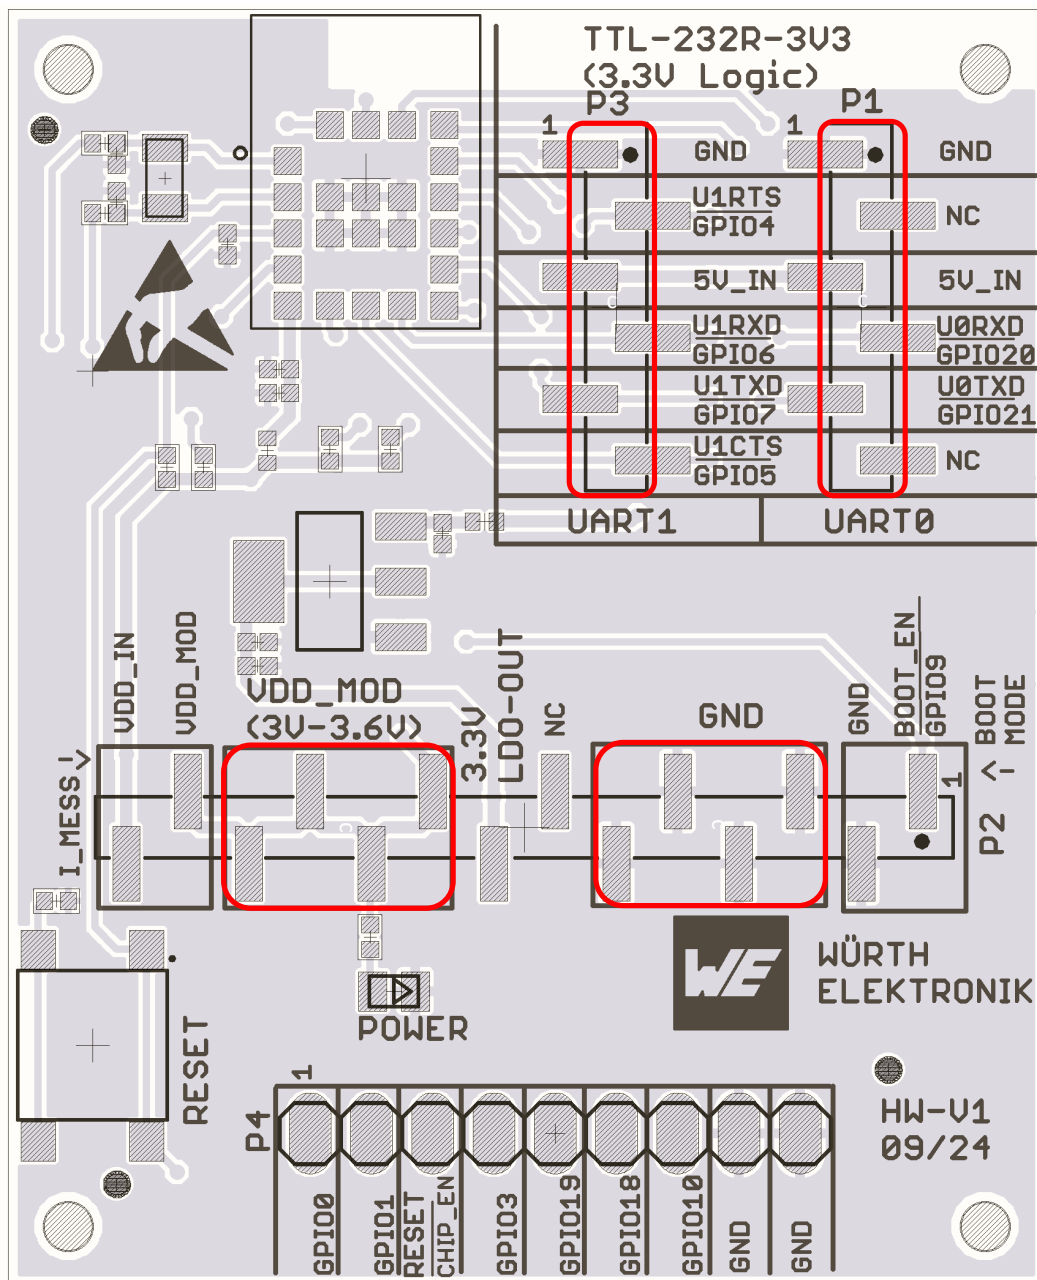 TTL-232R-3V3
(3.3V Logic)
P3
P1
1
1
GND
GND
U1RTS
GPIO4
NC
5V_IN
5V_IN
U1RXD
GPIO6
U0RXD
GPIO20
U1TXD
GPIO7
U0TXD
GPIO21
U1CTS
GPIO5
NC
UART1
UART0
VDD_IN
VDD_MOD
VDD_MOD
(3V-3.6V)
3.3V
LDO-OUT
NC
GND
GND
BOOT_EN
GPIO9
<- BOOT
MODE
I_MESS
1
P2
WE
WÜRTH
ELEKTRONIK
POWER
RESET
1
P4
HW-V1
09/24
GPIO0
GPIO1
RESET
CHIP_EN
GPIO3
GPIO19
GPIO18
GPIO10
GND
GND